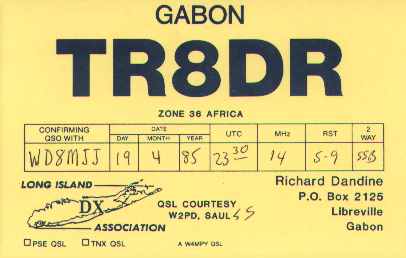 GABON
TR8DR
ZONE 36 AFRICA
CONFIRMING QSO WITH DATE DAY MONTH YEAR UTC MHz RST 2 WAY
WD8MJJ 19 4 85 2330 14 5-9 SSB
LONG ISLAND
DX
ASSOCIATION
QSL COURTESY
W2PD, SAUL SS
Richard Dandine
P.O. Box 2125
Libreville
Gabon
PSE QSL TNX QSL A W4MPY QSL